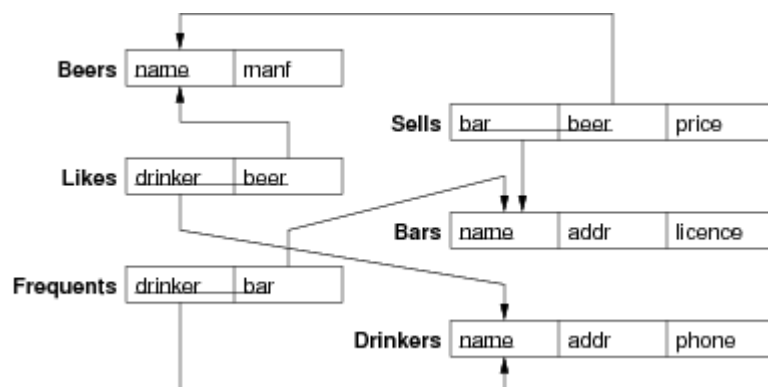 Beers name manf
Sells bar beer price
Likes drinker beer
Bars name addr licence
Frequents drinker bar
Drinkers name addr phone